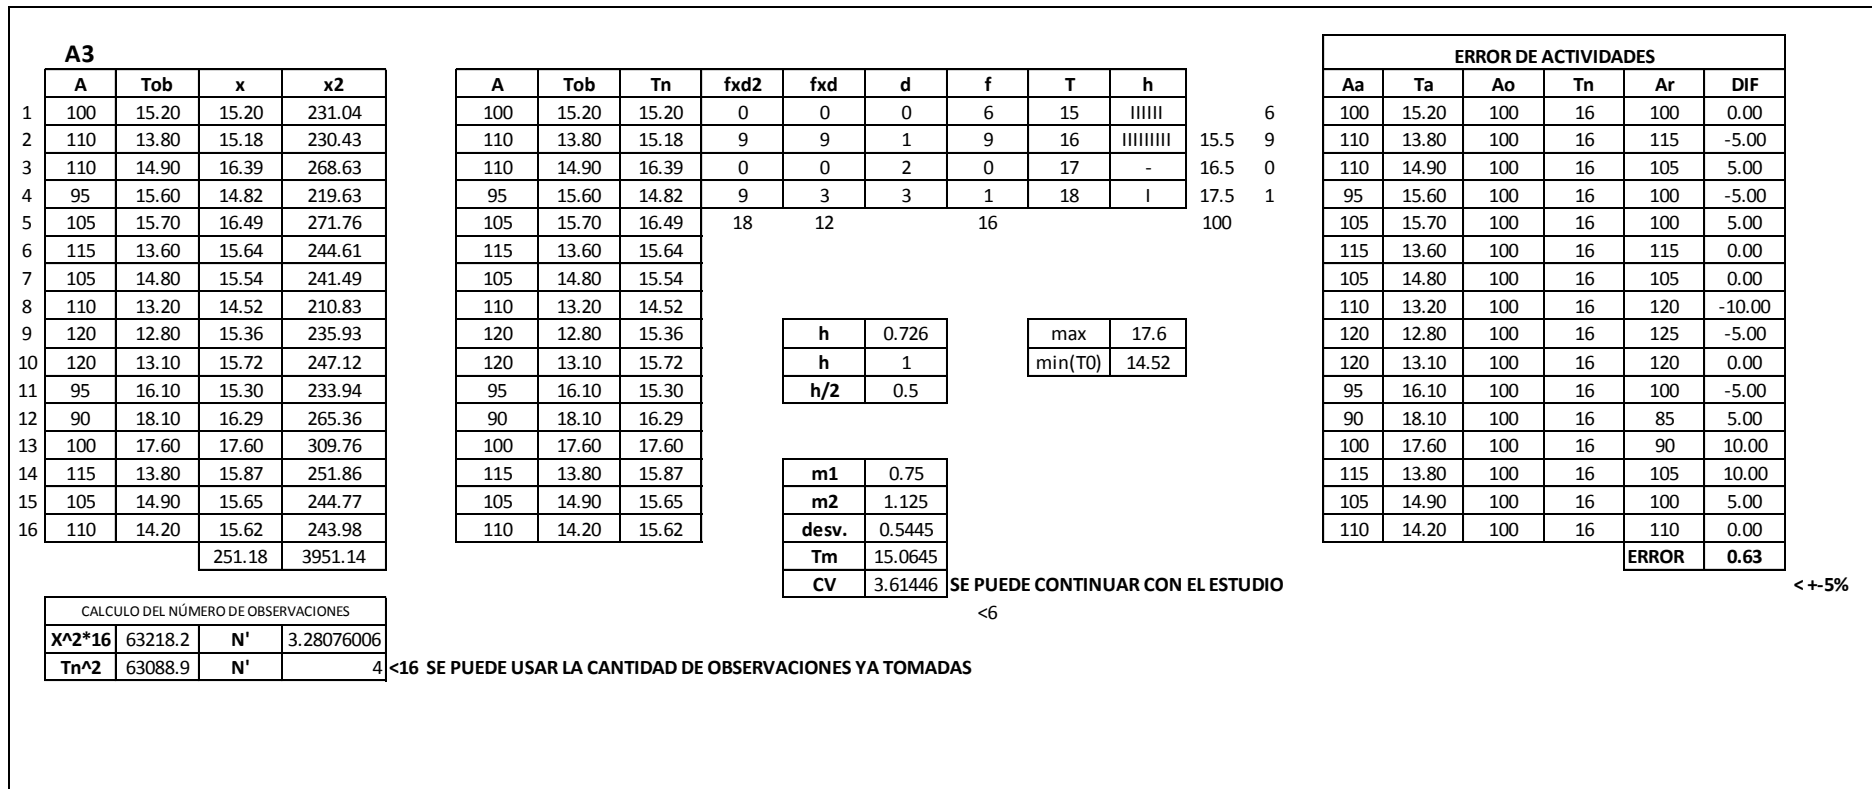 A3
ERROR DE ACTIVIDADES
A Tob x x2 A Tob Tn fxd2 fxd d f T h Aa Ta Ao Tn Ar DIF
1 100 15.20 15.20 231.04 100 15.20 15.20 0 0 0 6 15 IIIIII 6 100 15.20 100 16 100 0.00
2 110 13.80 15.18 230.43 110 13.80 15.18 9 9 1 9 16 IIIIIIIII 15.5 9 110 13.80 100 16 115 -5.00
3 110 14.90 16.39 268.63 110 14.90 16.39 0 0 2 0 17 - 16.5 0 110 14.90 100 16 105 5.00
4 95 15.60 14.82 219.63 95 15.60 14.82 9 3 3 1 18 I 17.5 1 95 15.60 100 16 100 -5.00
5 105 15.70 16.49 271.76 105 15.70 16.49 18 12 16 100 105 15.70 100 16 100 5.00
6 115 13.60 15.64 244.61 115 13.60 15.64 115 13.60 100 16 115 0.00
7 105 14.80 15.54 241.49 105 14.80 15.54 105 14.80 100 16 105 0.00
8 110 13.20 14.52 210.83 110 13.20 14.52 110 13.20 100 16 120 -10.00
9 120 12.80 15.36 235.93 120 12.80 15.36 h 0.726 max 17.6 120 12.80 100 16 125 -5.00
10 120 13.10 15.72 247.12 120 13.10 15.72 h 1 min(T0) 14.52 120 13.10 100 16 120 0.00
11 95 16.10 15.30 233.94 95 16.10 15.30 h/2 0.5 95 16.10 100 16 100 -5.00
12 90 18.10 16.29 265.36 90 18.10 16.29 90 18.10 100 16 85 5.00
13 100 17.60 17.60 309.76 100 17.60 17.60 100 17.60 100 16 90 10.00
14 115 13.80 15.87 251.86 115 13.80 15.87 m1 0.75 115 13.80 100 16 105 10.00
15 105 14.90 15.65 244.77 105 14.90 15.65 m2 1.125 105 14.90 100 16 100 5.00
16 110 14.20 15.62 243.98 110 14.20 15.62 desv. 0.5445 110 14.20 100 16 110 0.00
251.18 3951.14 Tm 15.0645 ERROR 0.63
CV 3.61446 SE PUEDE CONTINUAR CON EL ESTUDIO < +-5%
CALCULO DEL NÚMERO DE OBSERVACIONES <6
X^2*16 63218.2 N' 3.28076006
Tn^2 63088.9 N' 4 <16 SE PUEDE USAR LA CANTIDAD DE OBSERVACIONES YA TOMADAS